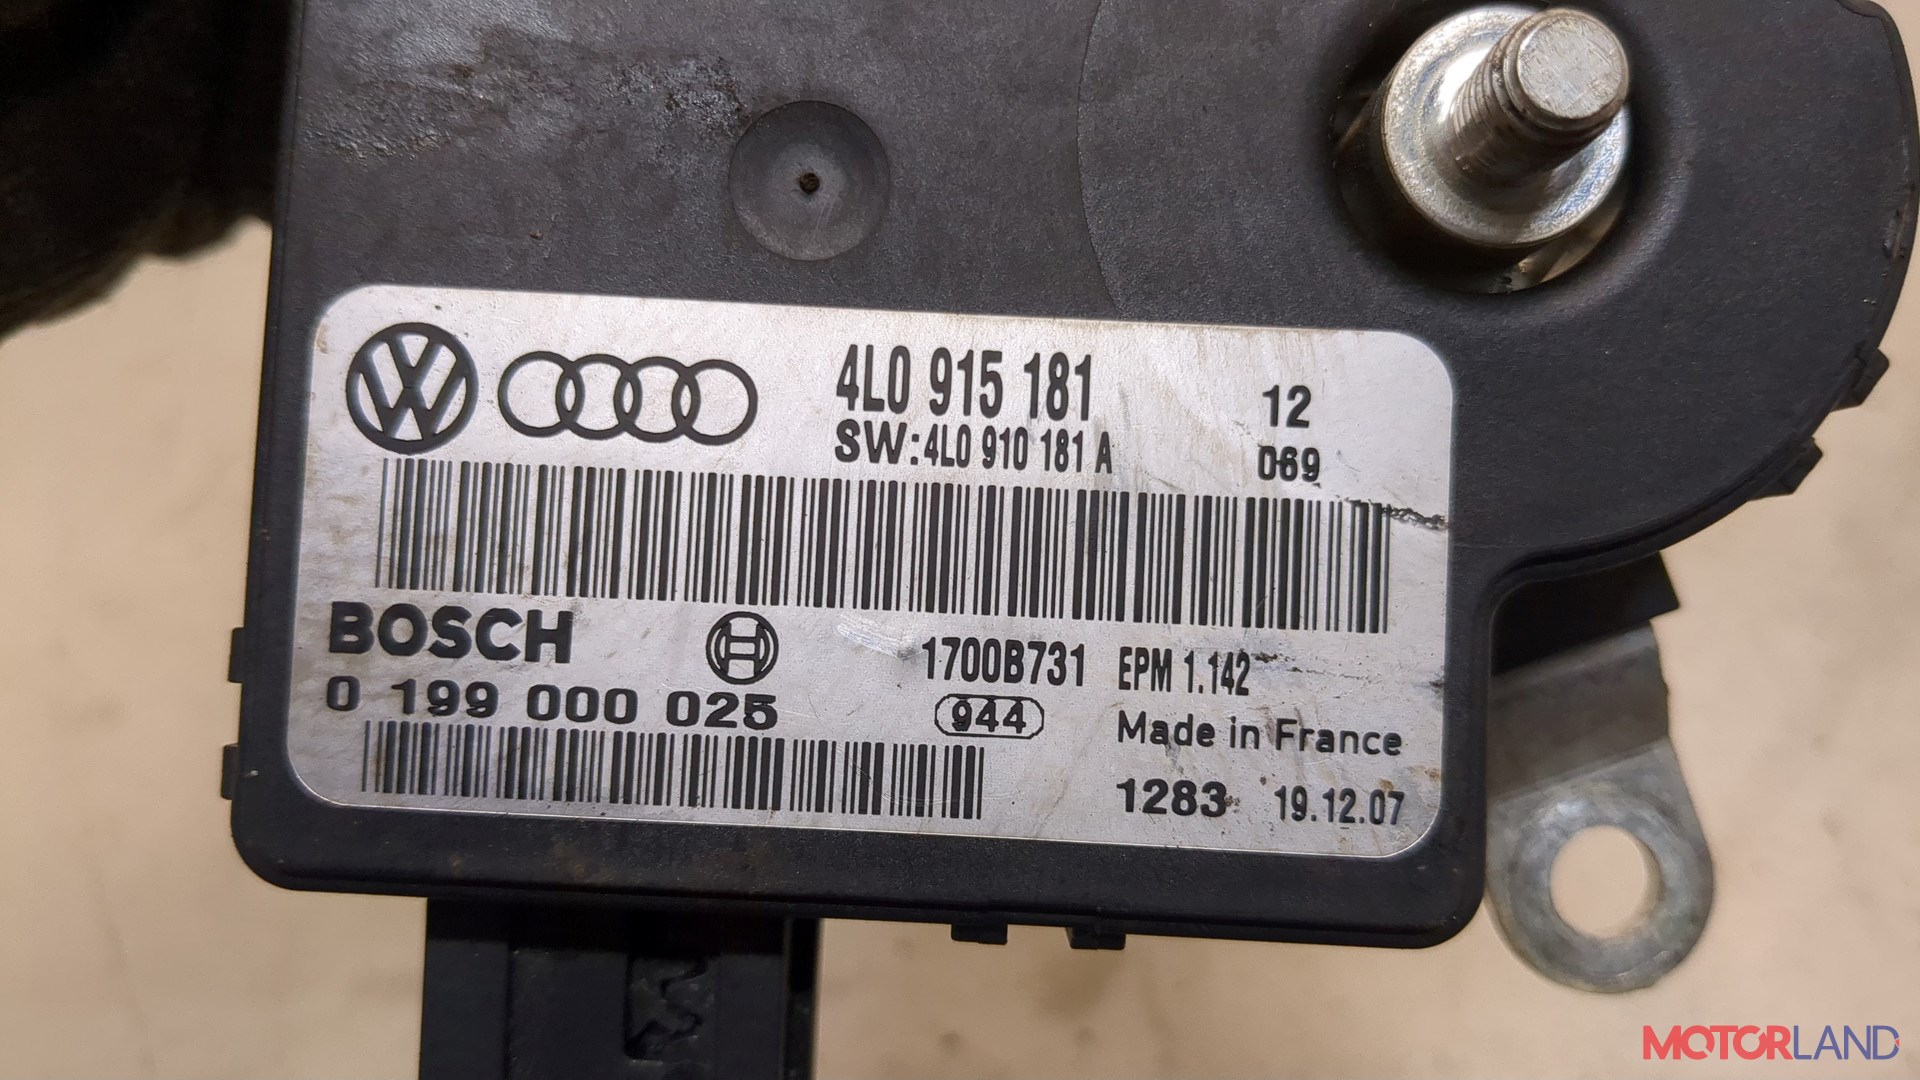 4L0 915 181 12
SW:4L0 910 181 A 069
BOSCH 1700B731 EPM 1.142
0 199 000 025 944 Made in France
1283 19.12.07
MOTORLAND